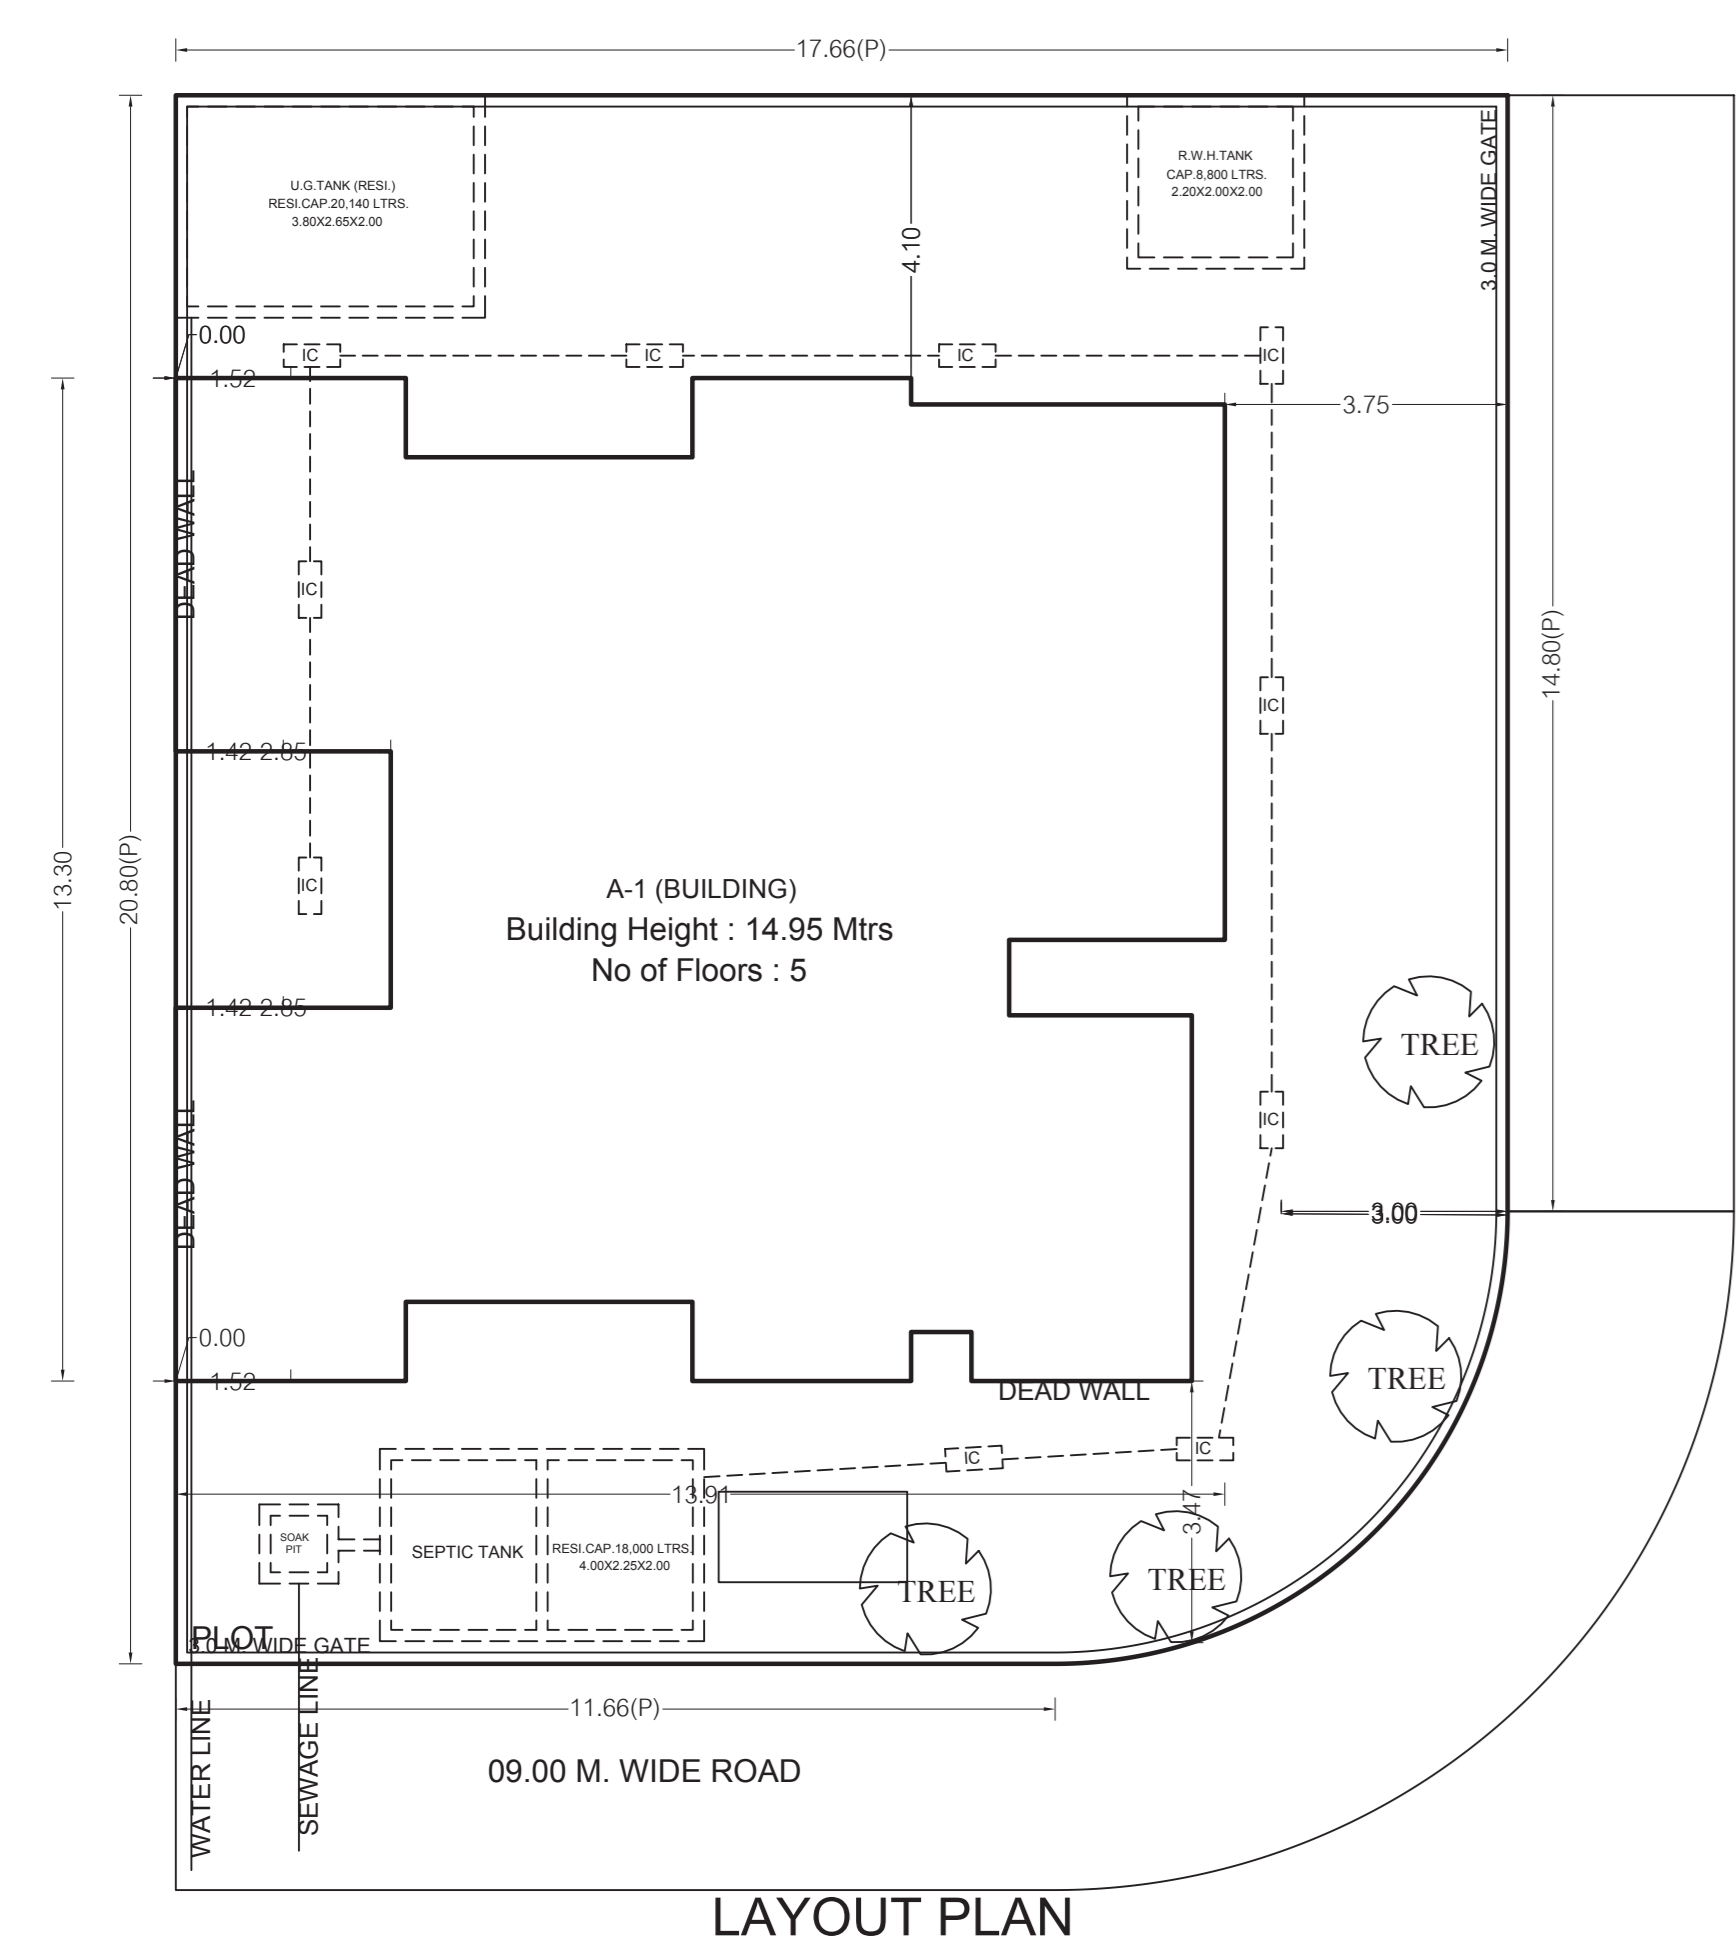 17.66(P)
U.G.TANK (RESI.)
RESI.CAP.20,140 LTRS.
3.80X2.65X2.00
R.W.H.TANK
CAP.8,800 LTRS.
2.20X2.00X2.00
3.0 M. WIDE GATE
4.10
0.00
IC
IC
IC
IC
1.52
3.75
DEAD WALL
IC
14.80(P)
IC
1.42 2.85
13.30
20.80(P)
IC
A-1 (BUILDING)
Building Height : 14.95 Mtrs
No of Floors : 5
1.42 2.85
TREE
IC
DEAD WALL
3.00
3.00
0.00
1.52
TREE
DEAD WALL
IC
IC
13.91
3.47
SOAK
PIT
SEPTIC TANK
RESI.CAP.18,000 LTRS.
4.00X2.25X2.00
TREE
TREE
PLOT
3.0 M. WIDE GATE
WATER LINE
SEWAGE LINE
11.66(P)
09.00 M. WIDE ROAD
LAYOUT PLAN